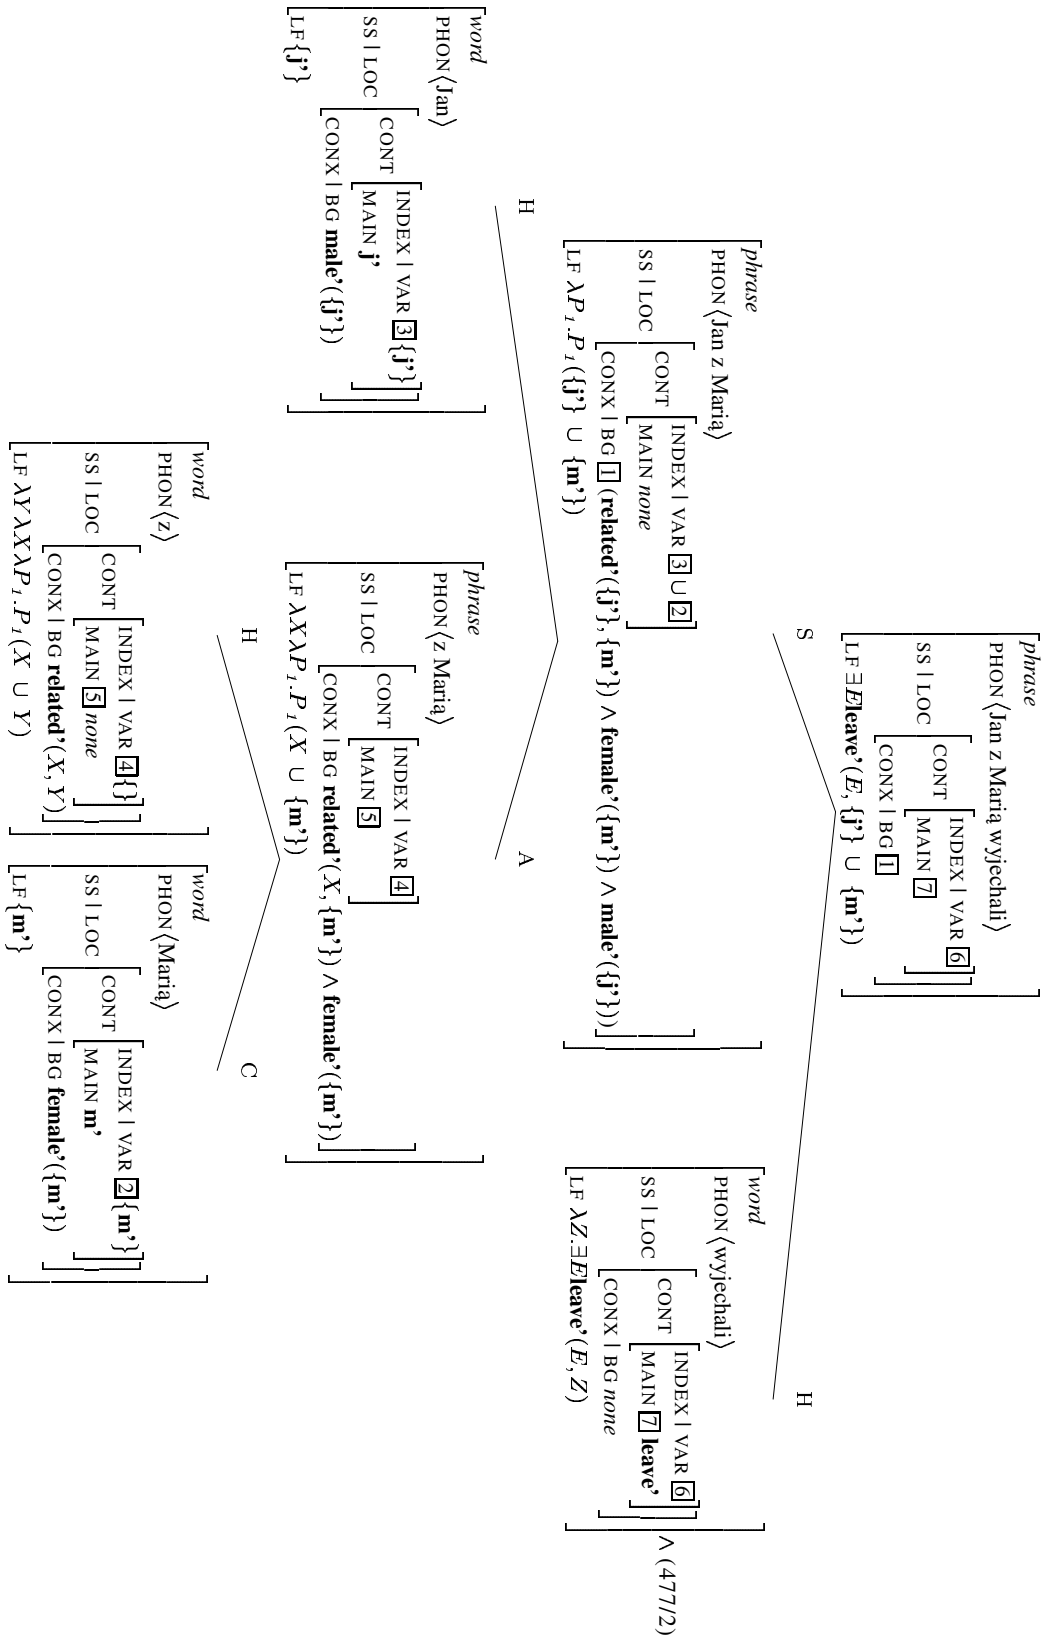 phrase
PHON ⟨Jan z Marią wyjechali⟩
SS | LOC
CONT
INDEX | VAR 6
MAIN 7
CONX | BG 1
LF ∃Eleave’(E, {j’} ∪ {m’})
S
H
phrase
PHON ⟨Jan z Marią⟩
SS | LOC
CONT
INDEX | VAR 3 ∪ 2
MAIN none
CONX | BG 1 (related’({j’}, {m’}) ∧ female’({m’}) ∧ male’({j’}))
LF λP₁.P₁({j’} ∪ {m’})
word
PHON ⟨wyjechali⟩
SS | LOC
CONT
INDEX | VAR 6
MAIN 7 leave’
CONX | BG none
LF λZ.∃Eleave’(E, Z)
∧ (477/2)
H
A
word
PHON ⟨Jan⟩
SS | LOC
CONT
INDEX | VAR 3 {j’}
MAIN j’
CONX | BG male’({j’})
LF {j’}
phrase
PHON ⟨z Marią⟩
SS | LOC
CONT
INDEX | VAR 4
MAIN 5
CONX | BG related’(X, {m’}) ∧ female’({m’})
LF λXλP₁.P₁(X ∪ {m’})
H
C
word
PHON ⟨z⟩
SS | LOC
CONT
INDEX | VAR 4 {}
MAIN 5 none
CONX | BG related’(X, Y)
LF λYλXλP₁.P₁(X ∪ Y)
word
PHON ⟨Marią⟩
SS | LOC
CONT
INDEX | VAR 2 {m’}
MAIN m’
CONX | BG female’({m’})
LF {m’}